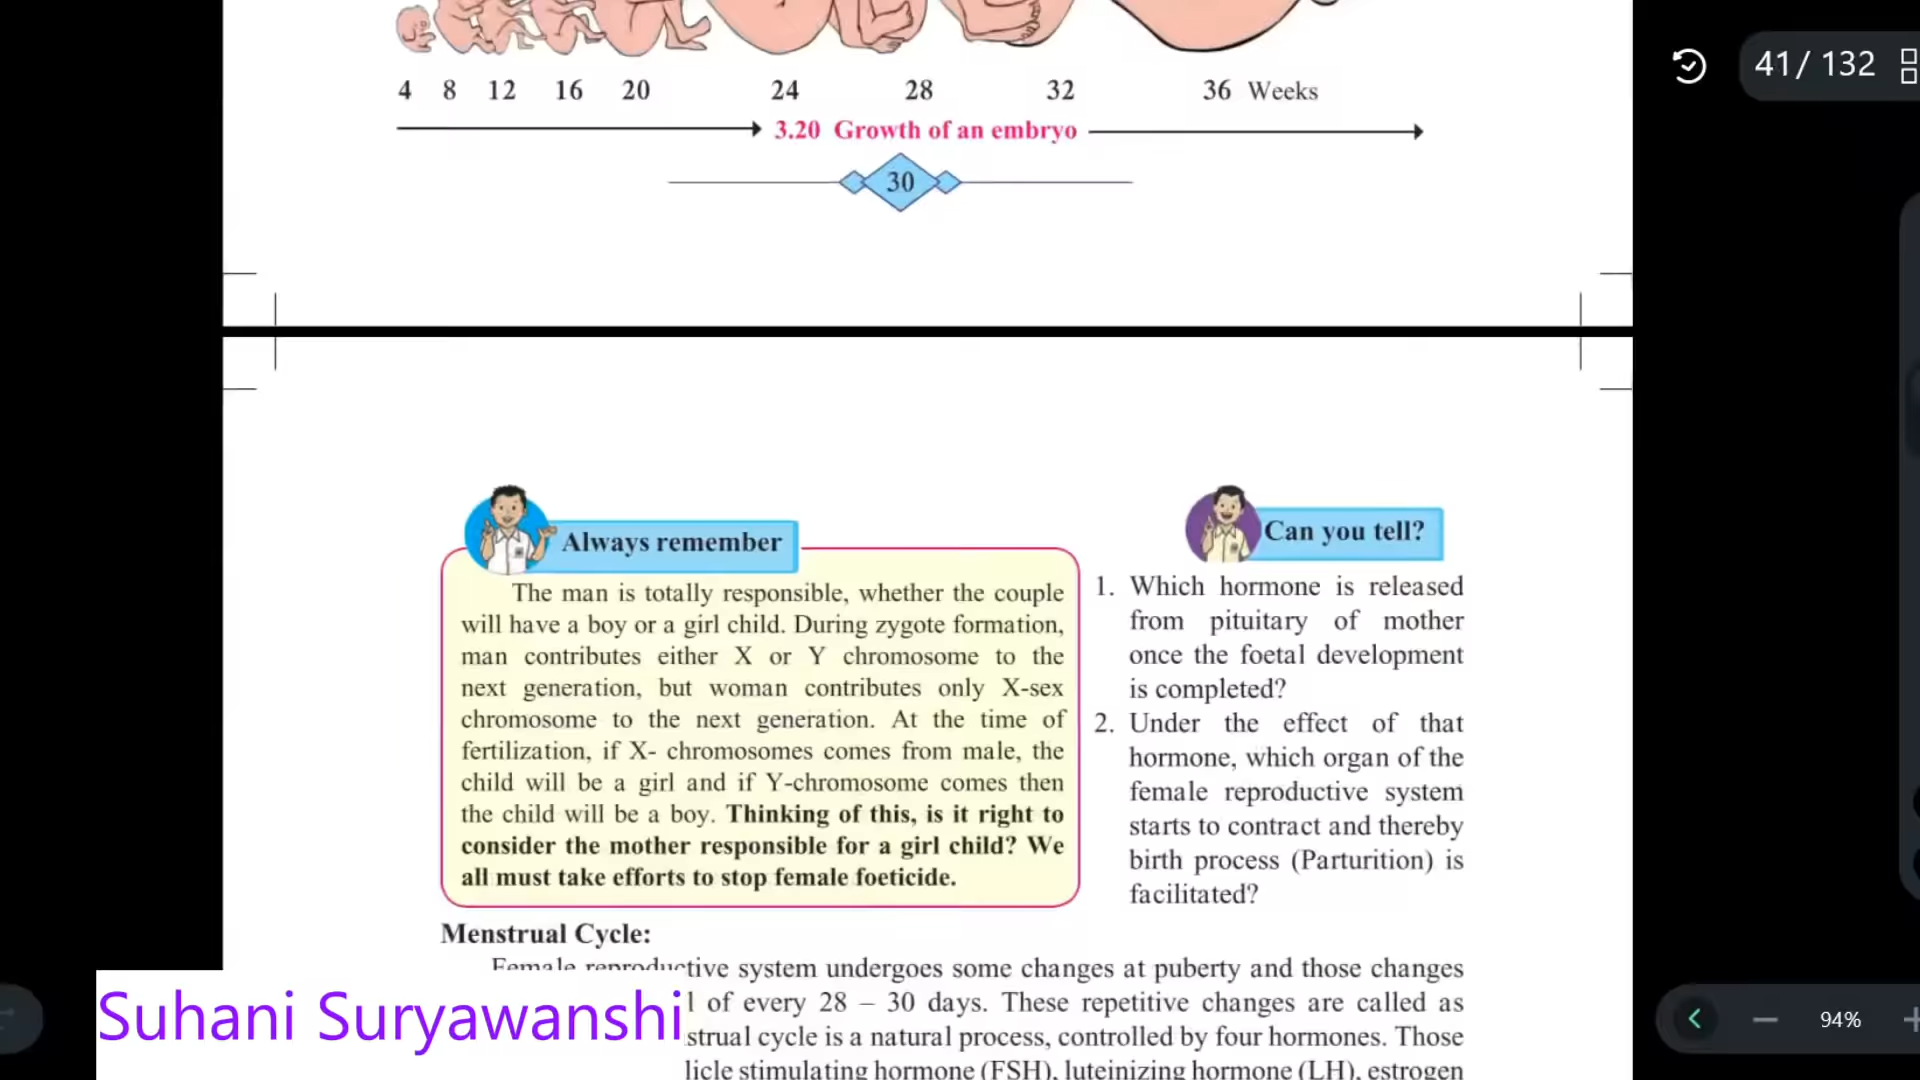 41/ 132
4 8 12 16 20 24 28 32 36 Weeks
3.20 Growth of an embryo
30
Always remember
The man is totally responsible, whether the couple
will have a boy or a girl child. During zygote formation,
man contributes either X or Y chromosome to the
next generation, but woman contributes only X-sex
chromosome to the next generation. At the time of
fertilization, if X- chromosomes comes from male, the
child will be a girl and if Y-chromosome comes then
the child will be a boy. Thinking of this, is it right to
consider the mother responsible for a girl child? We
all must take efforts to stop female foeticide.
Can you tell?
1. Which hormone is released
from pituitary of mother
once the foetal development
is completed?
2. Under the effect of that
hormone, which organ of the
female reproductive system
starts to contract and thereby
birth process (Parturition) is
facilitated?
Menstrual Cycle:
Female reproductive system undergoes some changes at puberty and those changes
l of every 28 – 30 days. These repetitive changes are called as
strual cycle is a natural process, controlled by four hormones. Those
licle stimulating hormone (FSH), luteinizing hormone (LH), estrogen
Suhani Suryawanshi
94%